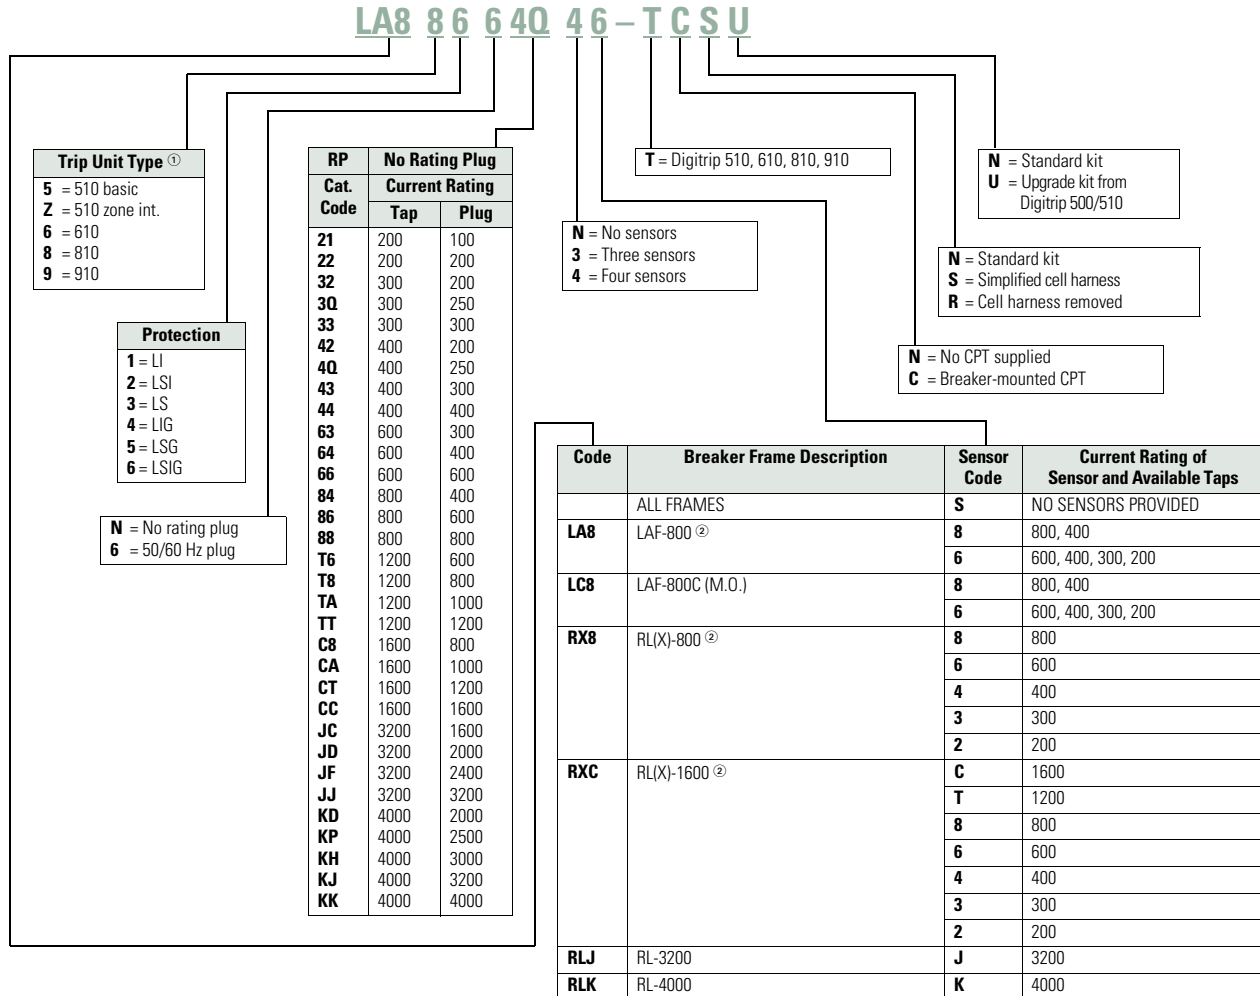 LA8 8 6 6 4Q 4 6 – T C S U
Trip Unit Type ①
5 = 510 basic
Z = 510 zone int.
6 = 610
8 = 810
9 = 910
Protection
1 = LI
2 = LSI
3 = LS
4 = LIG
5 = LSG
6 = LSIG
N = No rating plug
6 = 50/60 Hz plug
RP No Rating Plug
Cat. Code Current Rating
Tap Plug
21 200 100
22 200 200
32 300 200
3Q 300 250
33 300 300
42 400 200
4Q 400 250
43 400 300
44 400 400
63 600 300
64 600 400
66 600 600
84 800 400
86 800 600
88 800 800
T6 1200 600
T8 1200 800
TA 1200 1000
TT 1200 1200
C8 1600 800
CA 1600 1000
CT 1600 1200
CC 1600 1600
JC 3200 1600
JD 3200 2000
JF 3200 2400
JJ 3200 3200
KD 4000 2000
KP 4000 2500
KH 4000 3000
KJ 4000 3200
KK 4000 4000
T = Digitrip 510, 610, 810, 910
N = No sensors
3 = Three sensors
4 = Four sensors
N = Standard kit
U = Upgrade kit from
Digitrip 500/510
N = Standard kit
S = Simplified cell harness
R = Cell harness removed
N = No CPT supplied
C = Breaker-mounted CPT
Code Breaker Frame Description Sensor Code Current Rating of Sensor and Available Taps
ALL FRAMES S NO SENSORS PROVIDED
LA8 LAF-800 ② 8 800, 400
6 600, 400, 300, 200
LC8 LAF-800C (M.O.) 8 800, 400
6 600, 400, 300, 200
RX8 RL(X)-800 ② 8 800
6 600
4 400
3 300
2 200
RXC RL(X)-1600 ② C 1600
T 1200
8 800
6 600
4 400
3 300
2 200
RLJ RL-3200 J 3200
RLK RL-4000 K 4000